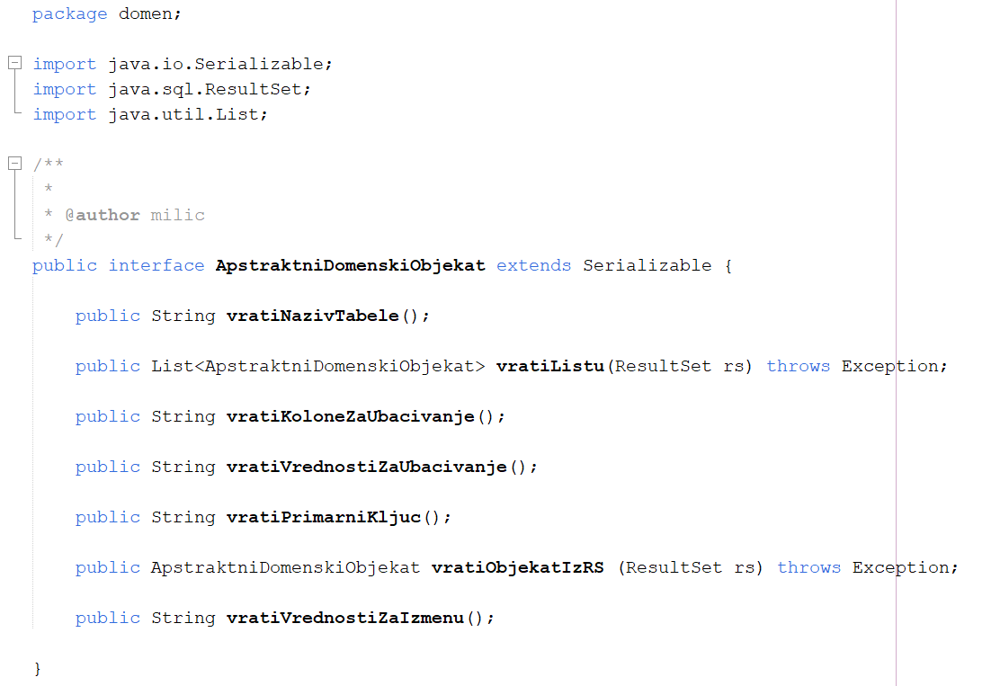 package domen;
import java.io.Serializable;
import java.sql.ResultSet;
import java.util.List;
/**
*
* @author milic
*/
public interface ApstraktniDomenskiObjekat extends Serializable {
public String vratiNazivTabele();
public List<ApstraktniDomenskiObjekat> vratiListu(ResultSet rs) throws Exception;
public String vratiKoloneZaUbacivanje();
public String vratiVrednostiZaUbacivanje();
public String vratiPrimarniKljuc();
public ApstraktniDomenskiObjekat vratiObjekatIzRS (ResultSet rs) throws Exception;
public String vratiVrednostiZaIzmenu();
}